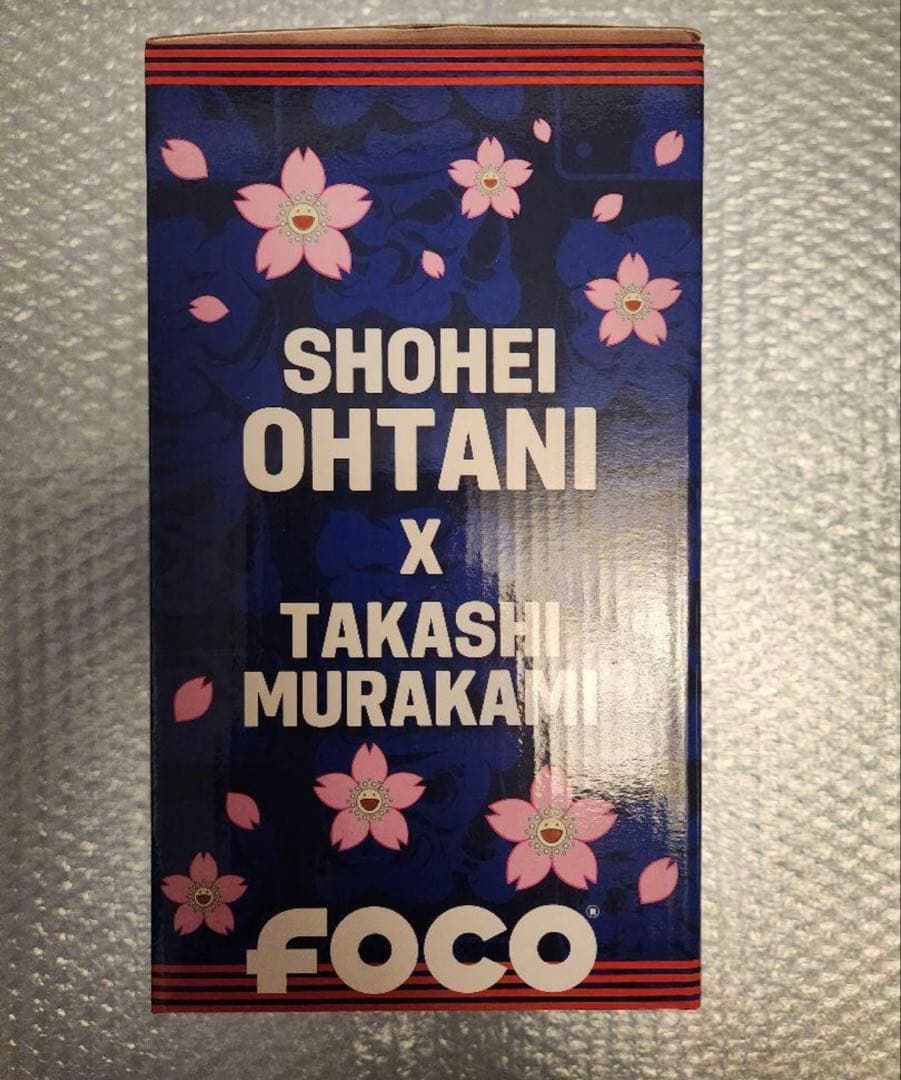 SHOHEI
OHTANI
X
TAKASHI
MURAKAMI
FOCO®